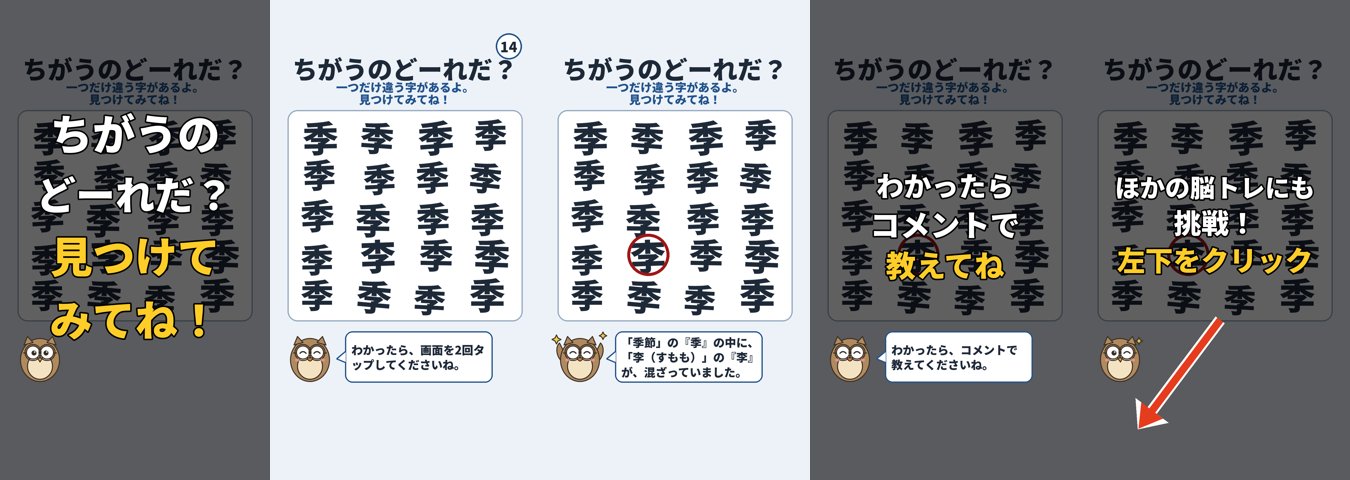 ちがうのどーれだ？
一つだけ違う字があるよ。
見つけてみてね！
ちがうの
どーれだ？
見つけて
みてね！
14
ちがうのどーれだ？
一つだけ違う字があるよ。
見つけてみてね！
季 季 季 季
季 季 季 季
季 季 季 季
季 李 季 季
季 季 季 季
わかったら、画面を2回タ
ップしてくださいね。
ちがうのどーれだ？
一つだけ違う字があるよ。
見つけてみてね！
季 季 季 季
季 季 季 季
季 季 季 季
季 李 季 季
季 季 季 季
「季節」の『季』の中に、
「李（すもも）」の『李』
が、混ざっていました。
ちがうのどーれだ？
一つだけ違う字があるよ。
見つけてみてね！
季 季 季 季
わかったら
コメントで
教えてね
わかったら、コメントで
教えてくださいね。
ちがうのどーれだ？
一つだけ違う字があるよ。
見つけてみてね！
季 季 季 季
ほかの脳トレにも
挑戦！
左下をクリック